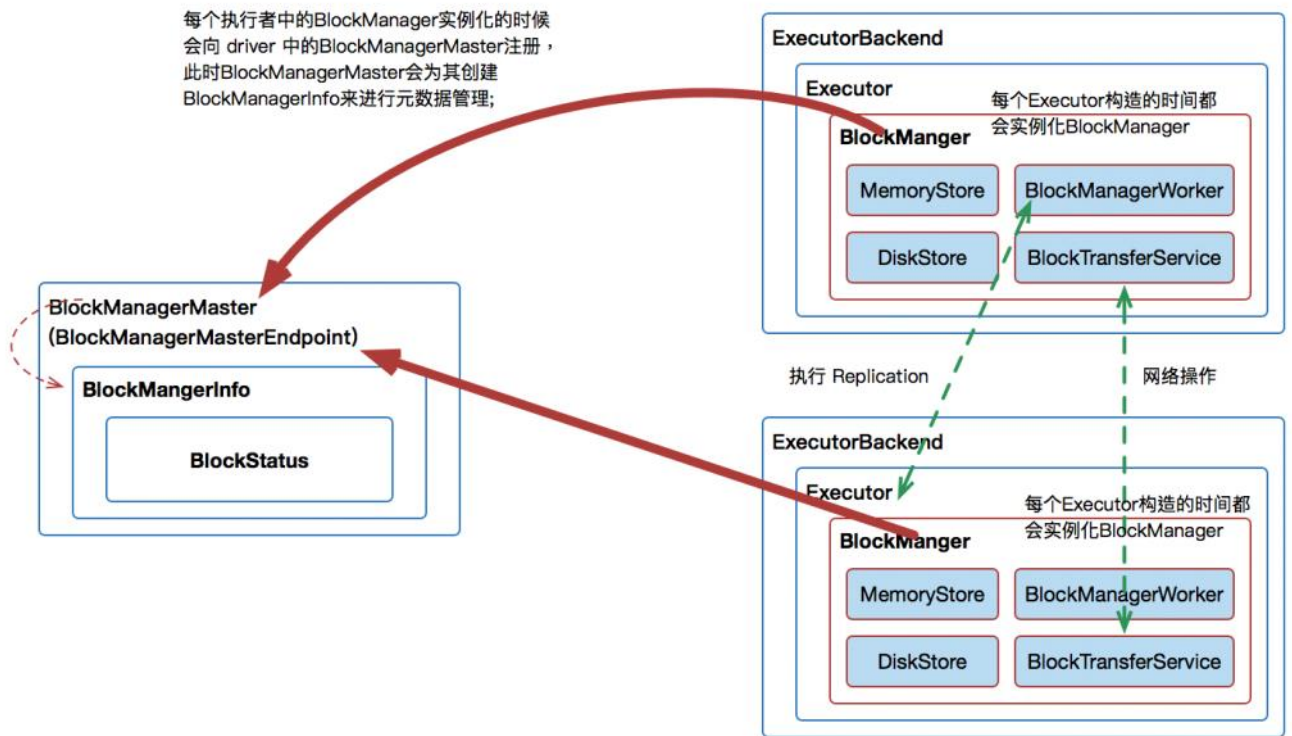 每个执行者中的BlockManager实例化的时候
会向 driver 中的BlockManagerMaster注册，
此时BlockManagerMaster会为其创建
BlockManagerInfo来进行元数据管理;
BlockManagerMaster
(BlockManagerMasterEndpoint)
BlockMangerInfo
BlockStatus
ExecutorBackend
Executor
每个Executor构造的时间都
会实例化BlockManager
BlockManger
MemoryStore
BlockManagerWorker
DiskStore
BlockTransferService
执行 Replication
网络操作
ExecutorBackend
Executor
每个Executor构造的时间都
会实例化BlockManager
BlockManger
MemoryStore
BlockManagerWorker
DiskStore
BlockTransferService